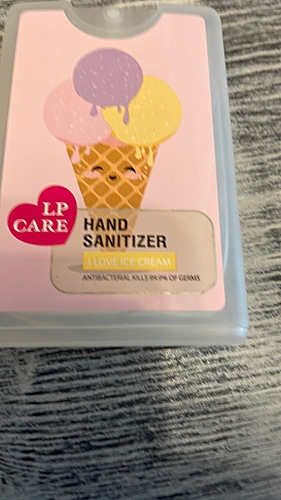 LP
CARE
HAND
SANITIZER
I LOVE ICE CREAM
ANTIBACTERIAL KILLS 99.9% OF GERMS